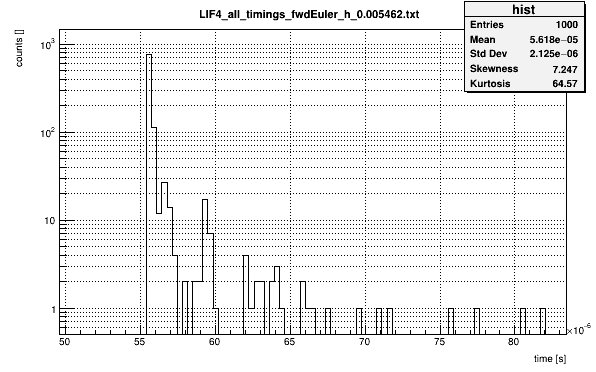 LIF4_all_timings_fwdEuler_h_0.005462.txt
hist
Entries 1000
Mean 5.618e−05
Std Dev 2.125e−06
Skewness 7.247
Kurtosis 64.57
counts []
10³
10²
10
1
50 55 60 65 70 75 80
×10⁻⁶
time [s]